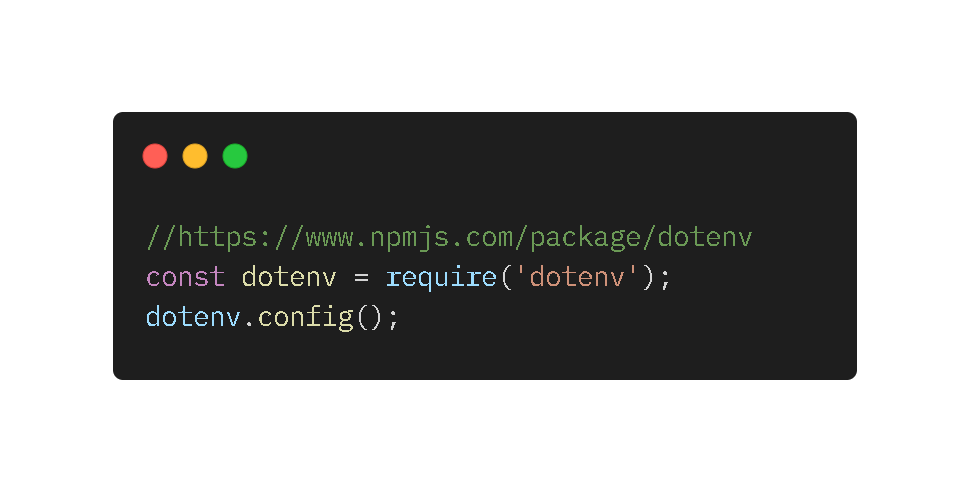 //https://www.npmjs.com/package/dotenv
const dotenv = require('dotenv');
dotenv.config();